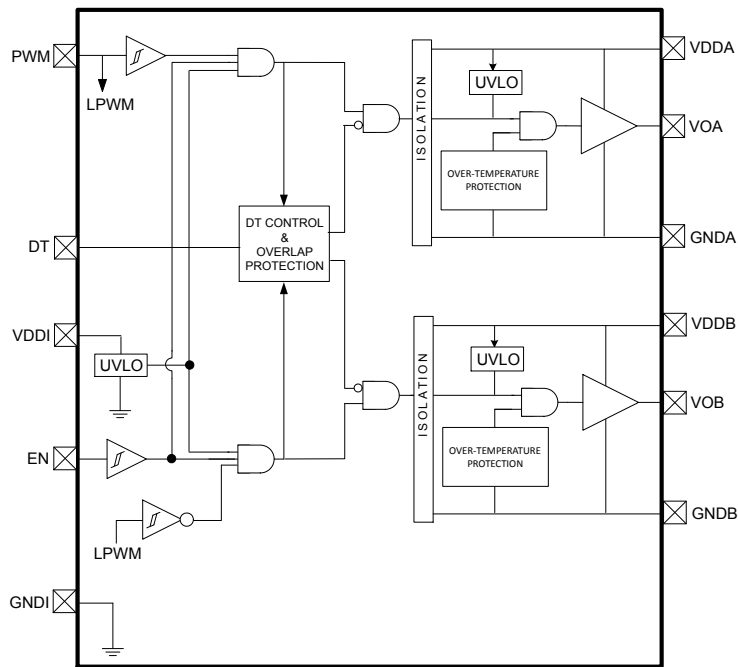 PWM
LPWM
DT
VDDI
UVLO
EN
LPWM
GNDI
DT CONTROL
&
OVERLAP
PROTECTION
ISOLATION
UVLO
OVER-TEMPERATURE
PROTECTION
VDDA
VOA
GNDA
ISOLATION
UVLO
OVER-TEMPERATURE
PROTECTION
VDDB
VOB
GNDB